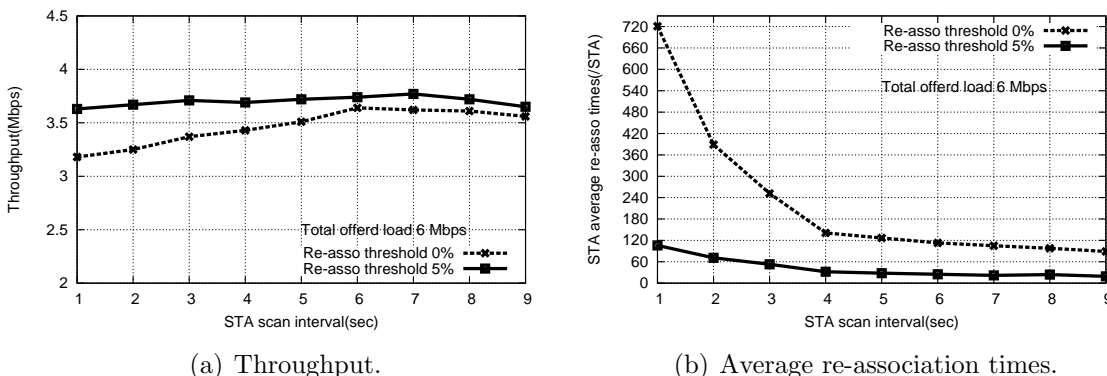 4.5
4
3.5
3
2.5
2
Throughput(Mbps)
Total offerd load 6 Mbps
Re-asso threshold 0%
Re-asso threshold 5%
1 2 3 4 5 6 7 8 9
STA scan interval(sec)
(a) Throughput.
720
660
600
540
480
420
360
300
240
180
120
60
0
STA average re-asso times(/STA)
Re-asso threshold 0%
Re-asso threshold 5%
Total offerd load 6 Mbps
1 2 3 4 5 6 7 8 9
STA scan interval(sec)
(b) Average re-association times.